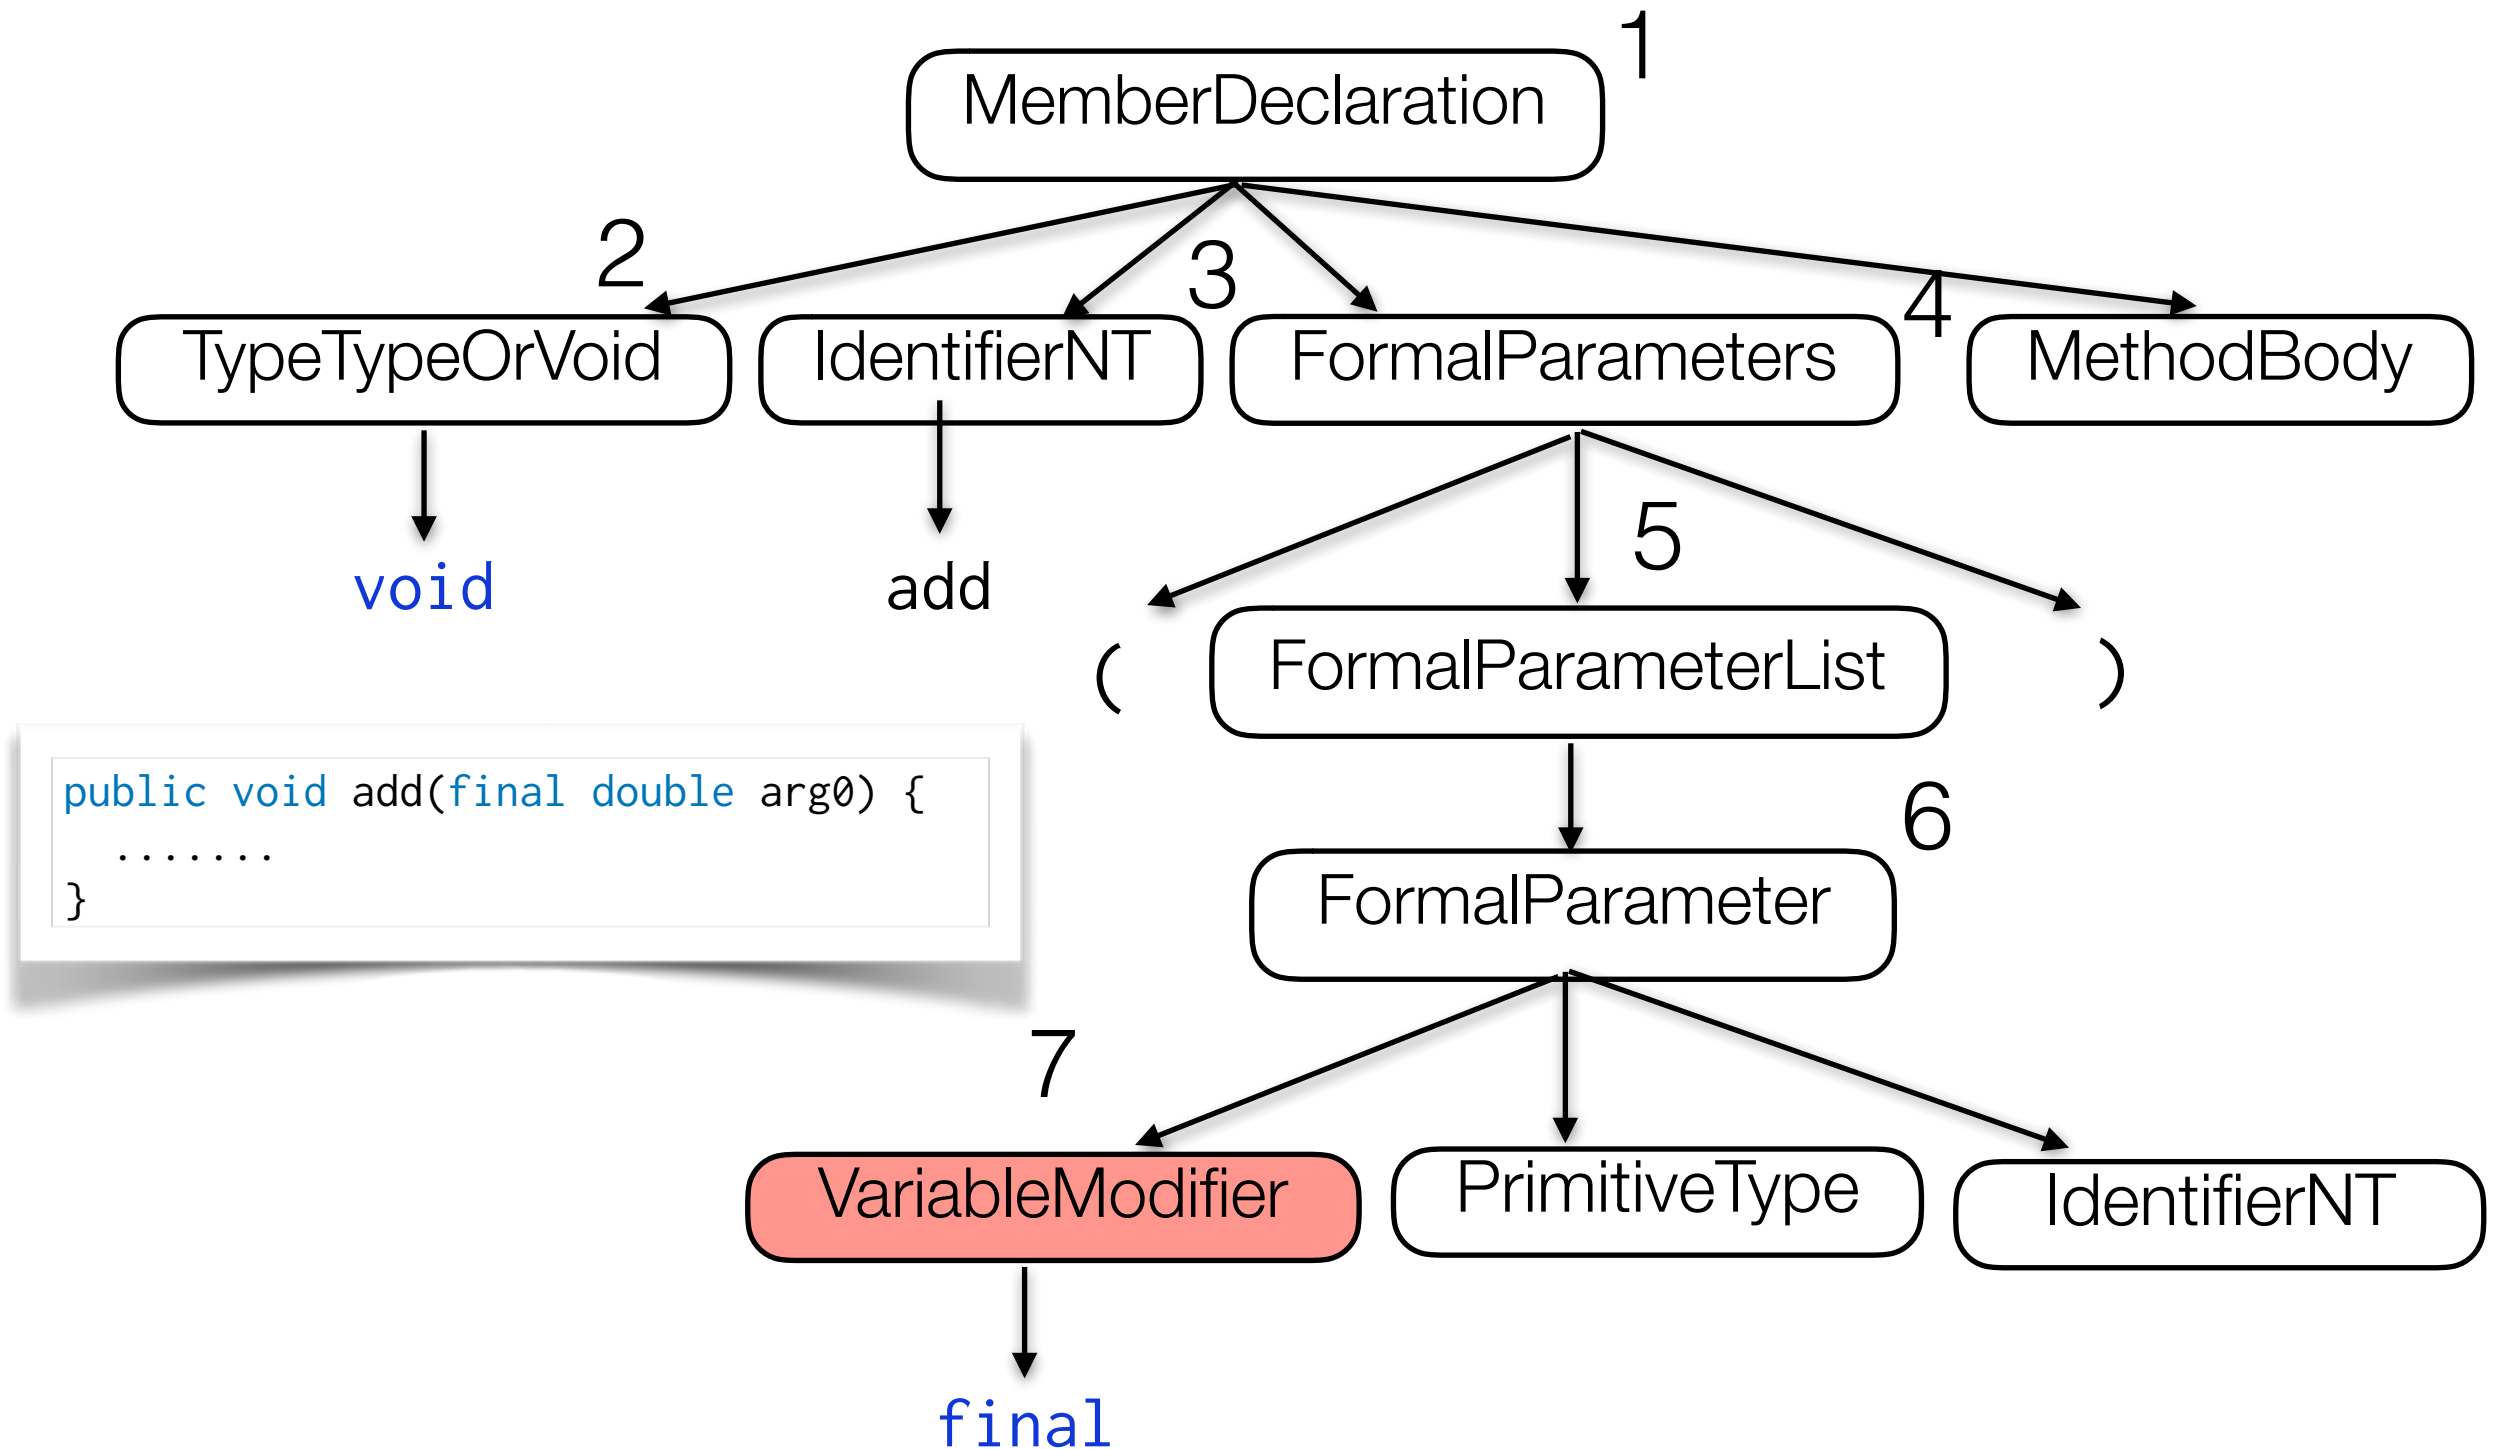 1
MemberDeclaration
2
3
4
TypeTypeOrVoid
IdentifierNT
FormalParameters
MethodBody
5
void
add
(
FormalParameterList
)
public void add(final double arg0) {
.......
}
6
FormalParameter
7
VariableModifier
PrimitiveType
IdentifierNT
final